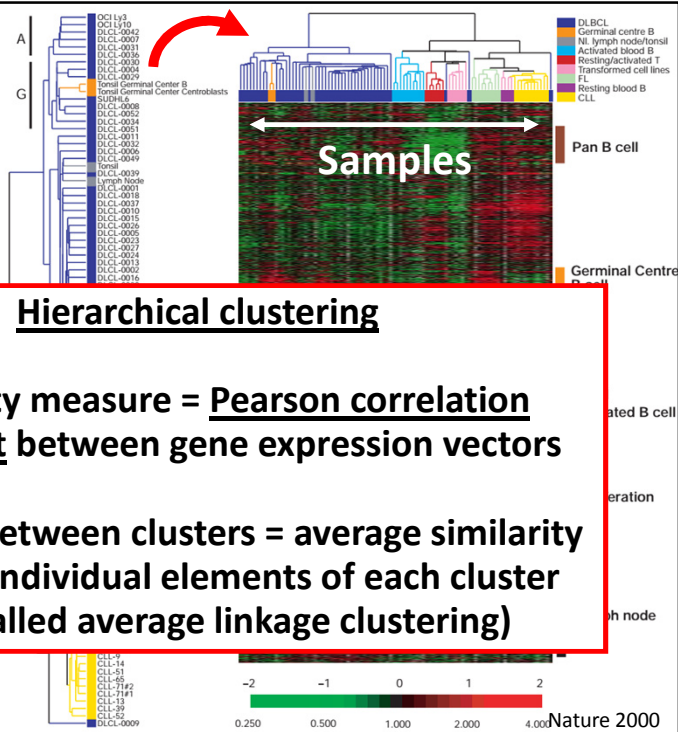 OCI Ly3
OCI Ly10
DLCL-0042
DLCL-0007
DLCL-0031
DLCL-0036
DLCL-0030
DLCL-0004
DLCL-0029
Tonsil Germinal Center B
Tonsil Germinal Center Centroblasts
SUDHL6
DLCL-0008
DLCL-0052
DLCL-0034
DLCL-0051
DLCL-0011
DLCL-0032
DLCL-0006
DLCL-0049
Tonsil
DLCL-0039
Lymph Node
DLCL-0001
DLCL-0018
DLCL-0037
DLCL-0010
DLCL-0015
DLCL-0026
DLCL-0005
DLCL-0023
DLCL-0027
DLCL-0024
DLCL-0013
DLCL-0002
DLCL-0016
A
G
DLBCL
Germinal centre B
Nl. lymph node/tonsil
Activated blood B
Resting/activated T
Transformed cell lines
FL
Resting blood B
CLL
Samples
Pan B cell
Germinal Centre
B cell
Hierarchical clustering
ty measure = Pearson correlation
t between gene expression vectors
etween clusters = average similarity
ndividual elements of each cluster
alled average linkage clustering)
ated B cell
eration
h node
CLL-9
CLL-14
CLL-51
CLL-65
CLL-71#2
CLL-71#1
CLL-13
CLL-39
CLL-52
DLCL-0009
-2 -1 0 1 2
0.250 0.500 1.000 2.000 4.000
Nature 2000